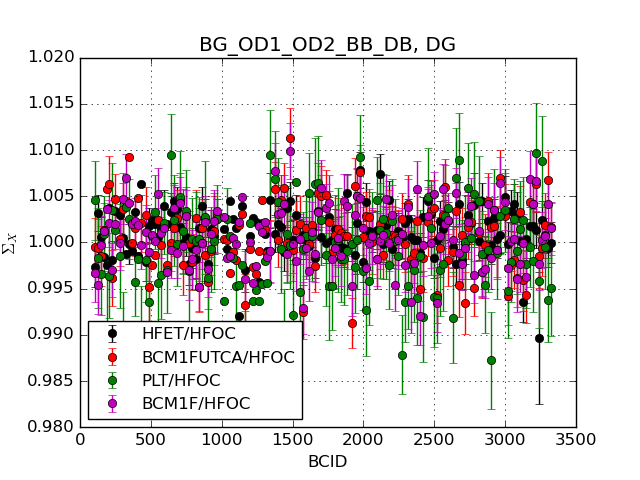 BG_OD1_OD2_BB_DB, DG
1.020
1.015
1.010
1.005
1.000
0.995
0.990
0.985
0.980
Σ_X
HFET/HFOC
BCM1FUTCA/HFOC
PLT/HFOC
BCM1F/HFOC
0 500 1000 1500 2000 2500 3000 3500
BCID